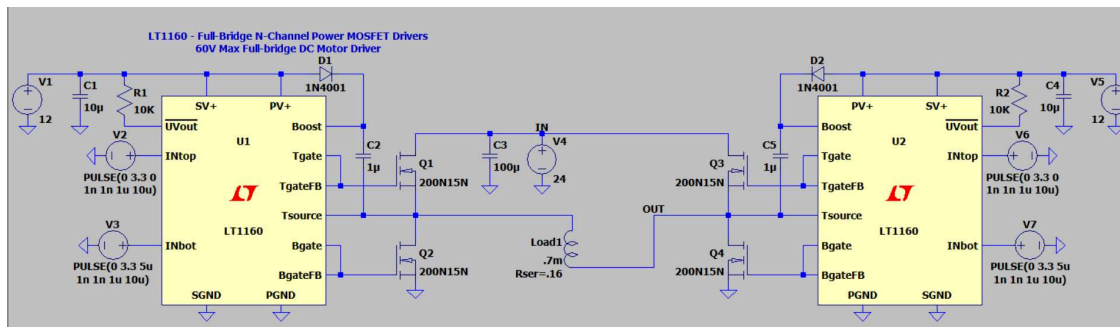 LT1160 - Full-Bridge N-Channel Power MOSFET Drivers
60V Max Full-bridge DC Motor Driver
V1
12
C1
10µ
R1
10K
V2
PULSE(0 3.3 0
1n 1n 1u 10u)
V3
PULSE(0 3.3 5u
1n 1n 1u 10u)
SV+
PV+
UVout
U1
Boost
INtop
Tgate
TgateFB
LT
Tsource
LT1160
INbot
Bgate
BgateFB
SGND
PGND
D1
1N4001
C2
1µ
Q1
200N15N
Q2
200N15N
C3
100µ
IN
V4
24
Load1
.7m
Rser=.16
OUT
Q3
200N15N
Q4
200N15N
C5
1µ
D2
1N4001
PV+
SV+
Boost
UVout
U2
Tgate
INtop
TgateFB
LT
Tsource
LT1160
Bgate
INbot
BgateFB
PGND
SGND
R2
10K
C4
10µ
V5
12
V6
PULSE(0 3.3 0
1n 1n 1u 10u)
V7
PULSE(0 3.3 5u
1n 1n 1u 10u)